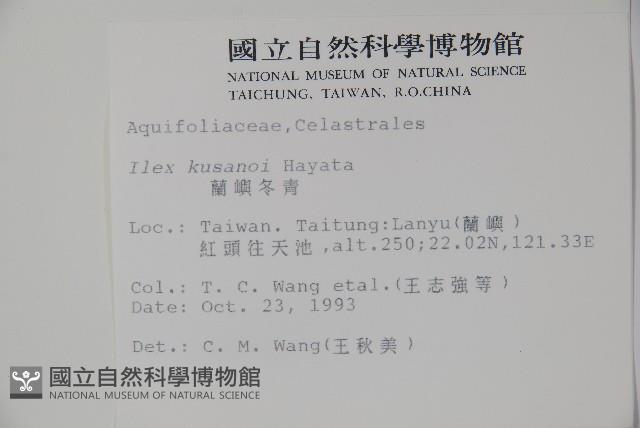 國立自然科學博物館
NATIONAL MUSEUM OF NATURAL SCIENCE
TAICHUNG, TAIWAN, R.O.CHINA
Aquifoliaceae,Celastrales
Ilex kusanoi Hayata
蘭嶼冬青
Loc.: Taiwan. Taitung:Lanyu(蘭嶼)
紅頭往天池,alt.250;22.02N,121.33E
Col.: T. C. Wang etal.(王志強等)
Date: Oct. 23, 1993
Det.: C. M. Wang(王秋美)
國立自然科學博物館
NATIONAL MUSEUM OF NATURAL SCIENCE